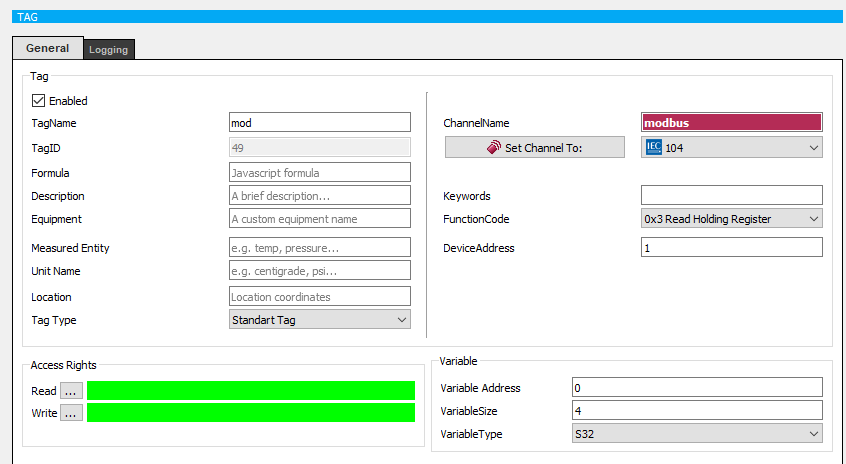 TAG
General Logging
Tag
Enabled
TagName mod
TagID 49
Formula Javascript formula
Description A brief description...
Equipment A custom equipment name
Measured Entity e.g. temp, pressure...
Unit Name e.g. centigrade, psi...
Location Location coordinates
Tag Type Standart Tag
ChannelName modbus
Set Channel To: IEC 104
Keywords
FunctionCode 0x3 Read Holding Register
DeviceAddress 1
Access Rights
Read ...
Write ...
Variable
Variable Address 0
VariableSize 4
VariableType S32